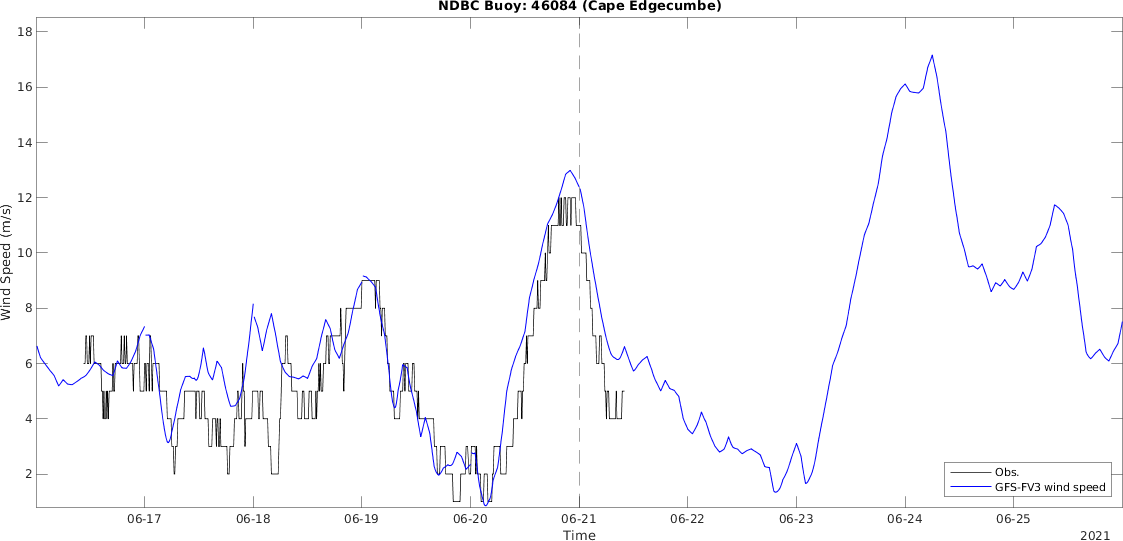 NDBC Buoy: 46084 (Cape Edgecumbe)
18
16
14
12
10
8
6
4
2
Wind Speed (m/s)
Obs.
GFS-FV3 wind speed
06-17 06-18 06-19 06-20 06-21 06-22 06-23 06-24 06-25
Time
2021